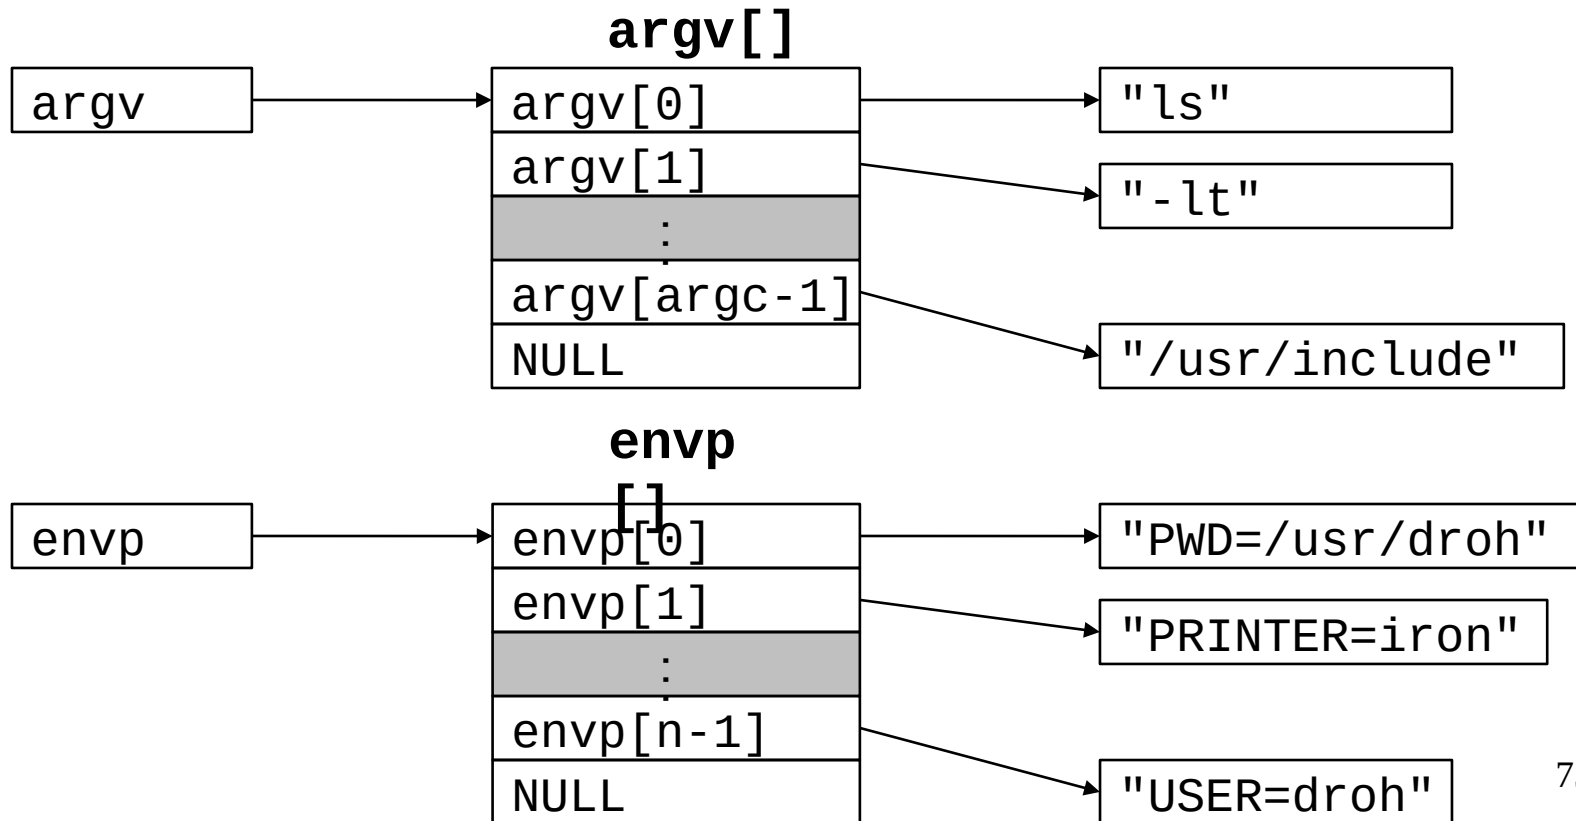 argv[]
argv
argv[0]
"ls"
argv[1]
"-lt"
:
argv[argc-1]
NULL
"/usr/include"
envp
[]
envp
envp[0]
"PWD=/usr/droh"
envp[1]
"PRINTER=iron"
:
envp[n-1]
NULL
"USER=droh"